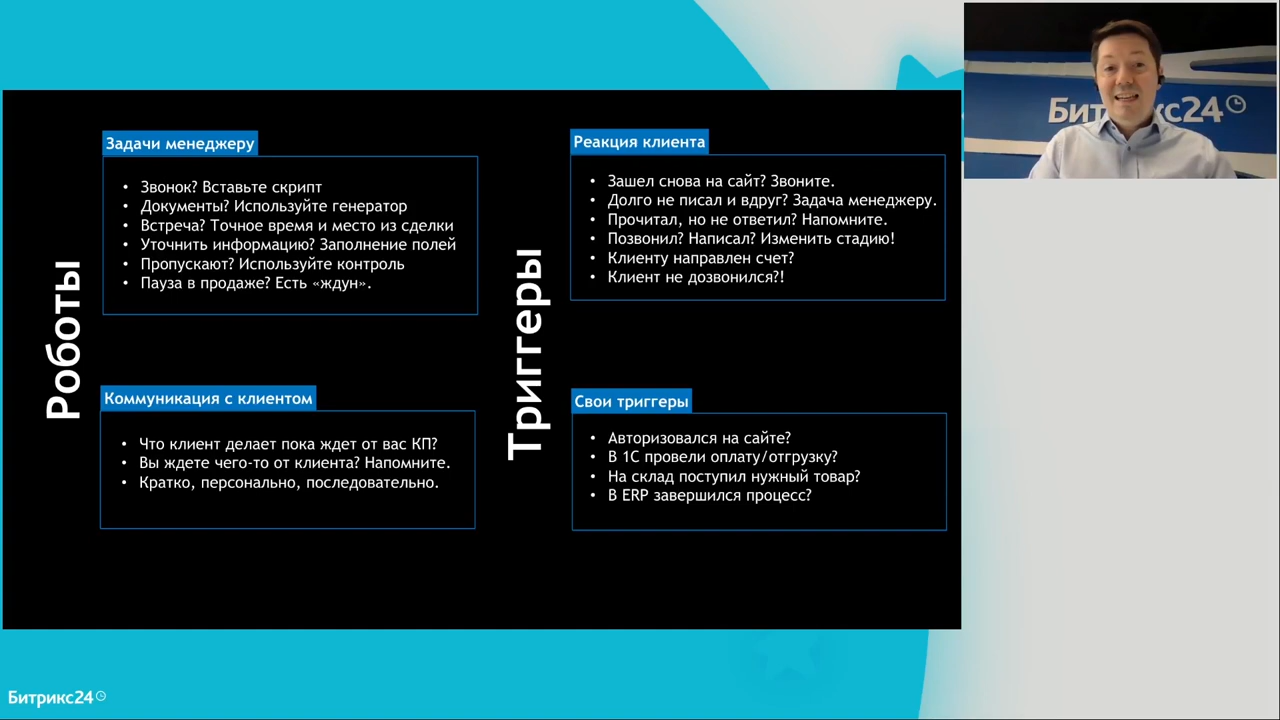 Роботы
Задачи менеджеру
• Звонок? Вставьте скрипт
• Документы? Используйте генератор
• Встреча? Точное время и место из сделки
• Уточнить информацию? Заполнение полей
• Пропускают? Используйте контроль
• Пауза в продаже? Есть «ждун».
Коммуникация с клиентом
• Что клиент делает пока ждет от вас КП?
• Вы ждете чего-то от клиента? Напомните.
• Кратко, персонально, последовательно.
Триггеры
Реакция клиента
• Зашел снова на сайт? Звоните.
• Долго не писал и вдруг? Задача менеджеру.
• Прочитал, но не ответил? Напомните.
• Позвонил? Написал? Изменить стадию!
• Клиенту направлен счет?
• Клиент не дозвонился?!
Свои триггеры
• Авторизовался на сайте?
• В 1С провели оплату/отгрузку?
• На склад поступил нужный товар?
• В ERP завершился процесс?
Битрикс24
Битрикс24